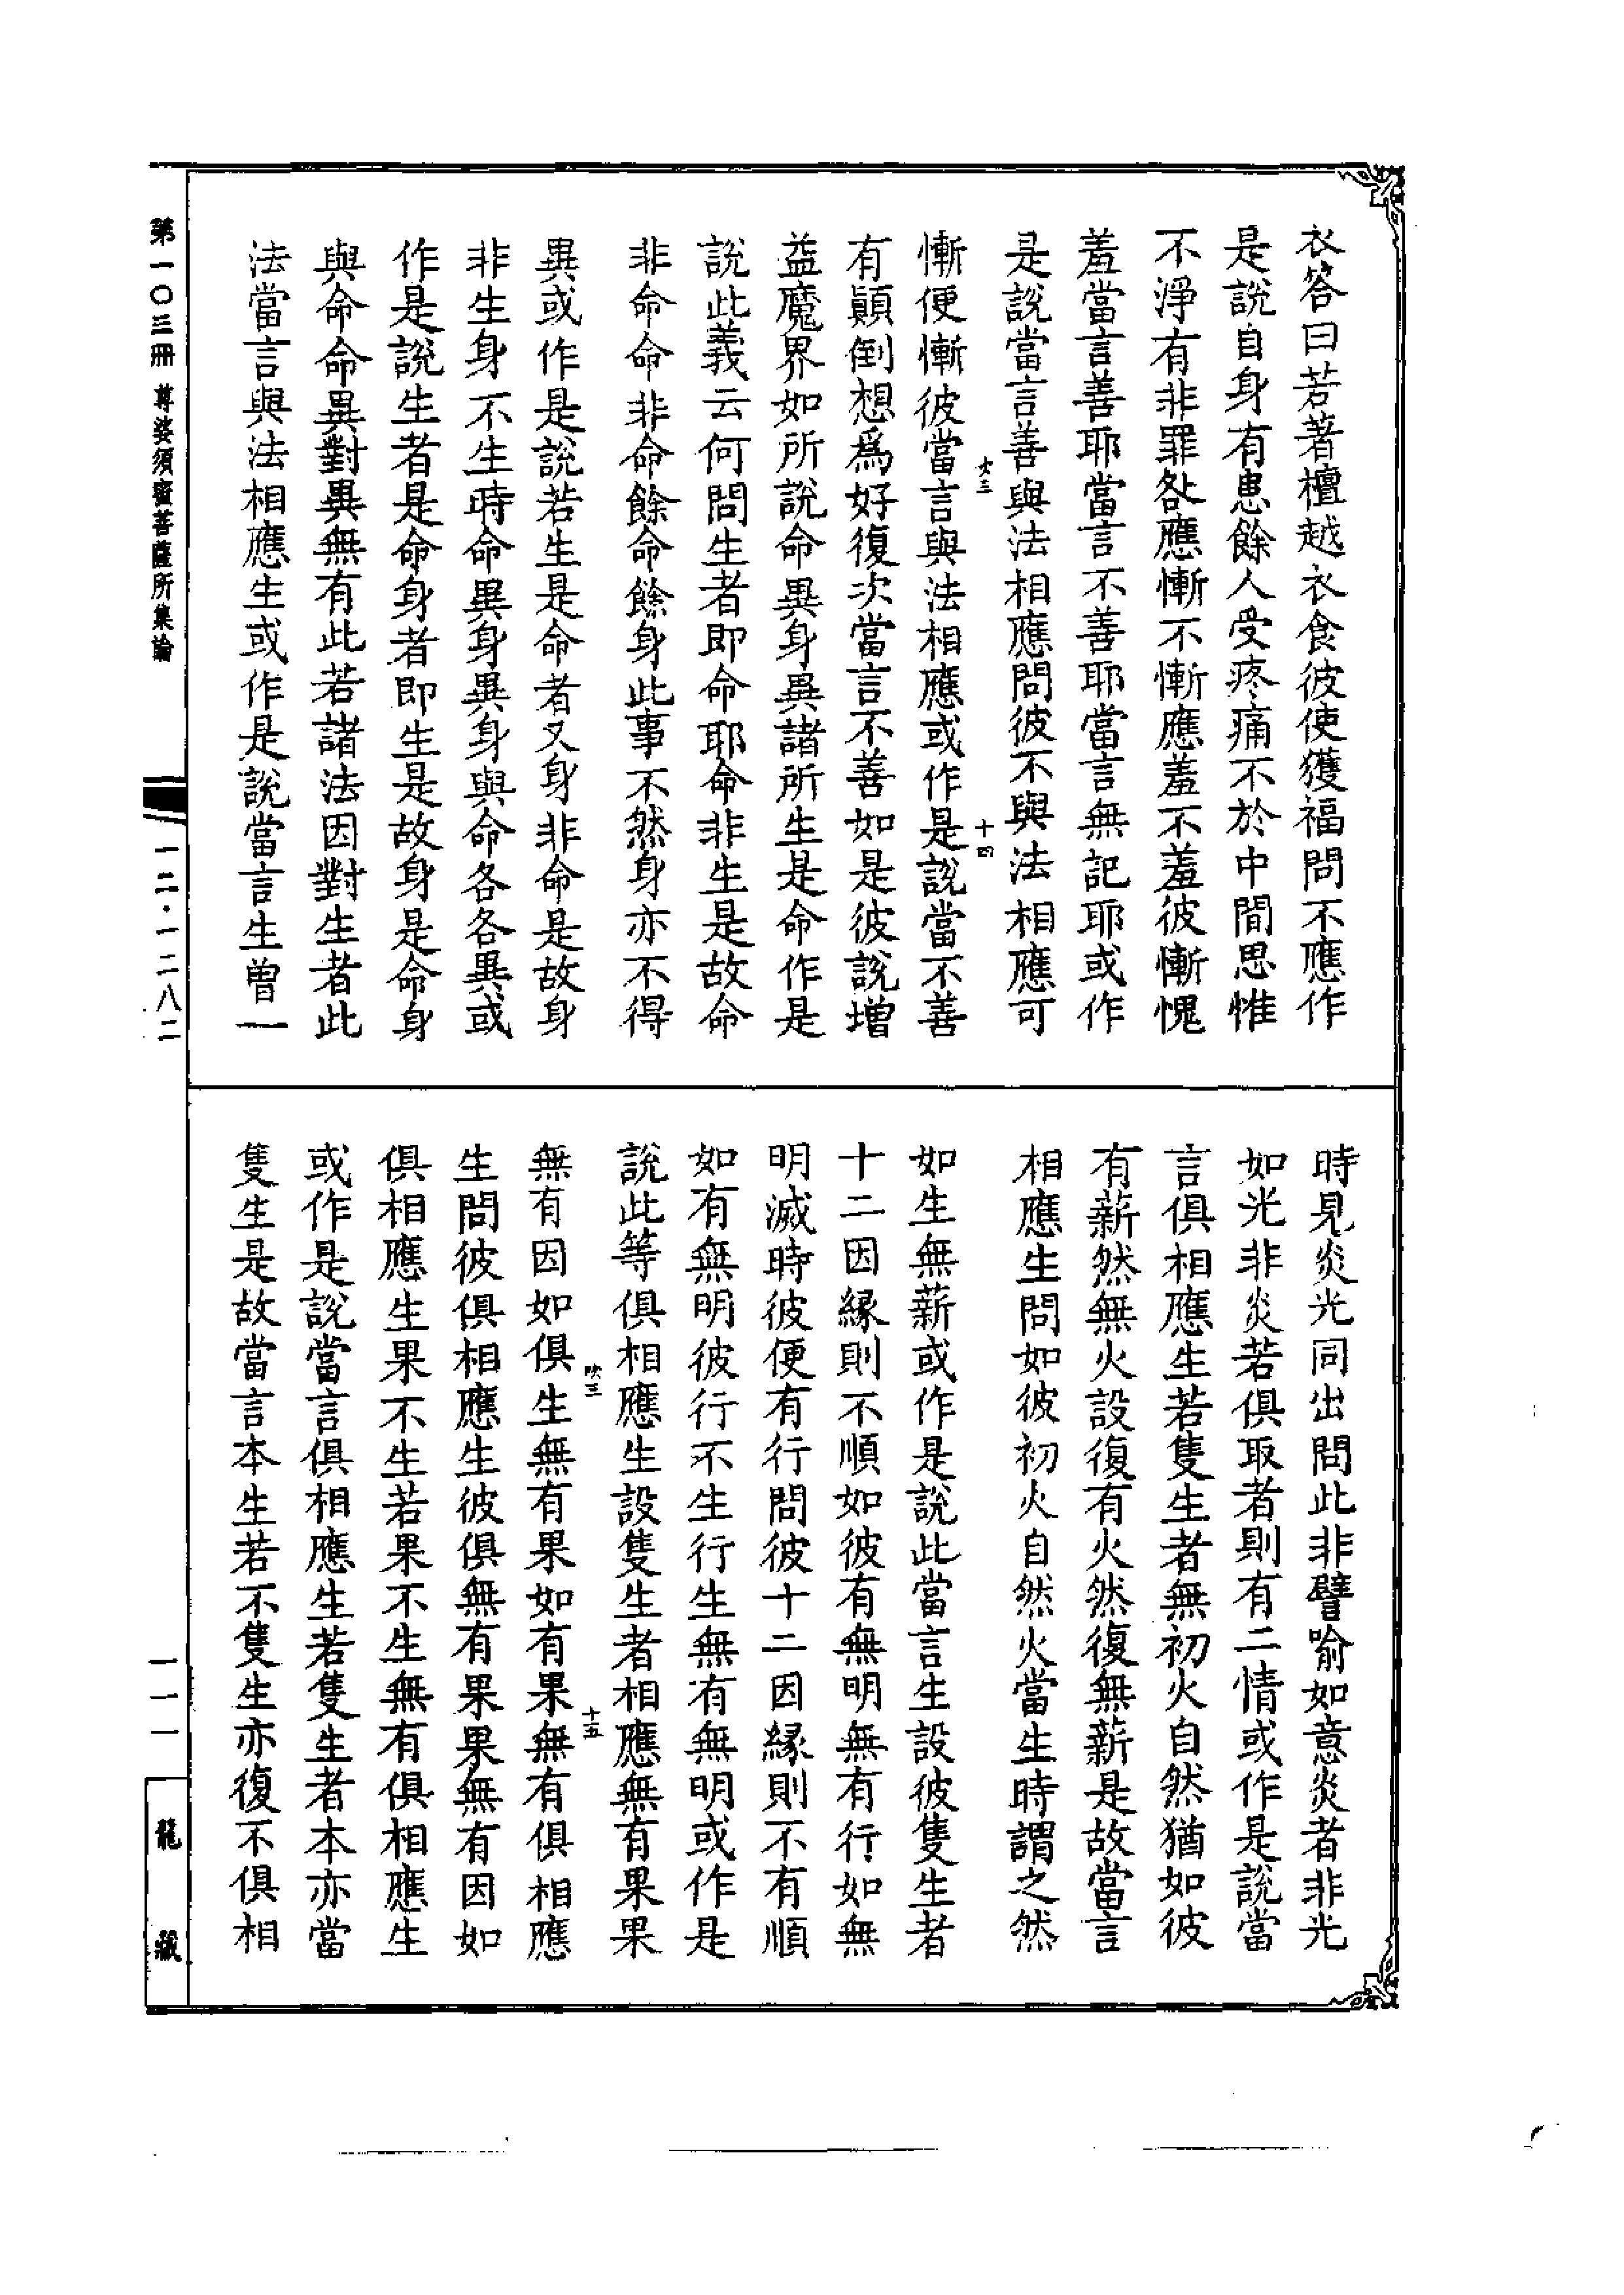 衣答曰若著檀越衣食彼使獲福問不應作
是說自身有患餘人受疼痛不於中間思惟
不淨有非罪咎應慚不慚應羞不羞彼慚愧
羞當言善耶當言不善耶當言無記耶或作
是說當言善與法相應問彼不與法相應可
慚便慚彼當言與法相應或作是說當不善
有顛倒想為好復次當言不善如是彼說增
益魔界如所說命異身異諸所生是命作是
說此義云何問生者即命耶命非生是故命
非命命非命餘命餘身此事不然身亦不得
異或作是說若生是命者又身非命是故身
非生身不生時命異身異身與命各各異或
作是說生者是命身者即生是故身是命身
與命命異對異無有此若諸法因對生者此
法當言與法相應生或作是說當言生曾一
時見炎光同出問此非譬喻如意炎者非光
如光非炎若俱取者則有二情或作是說當
言俱相應生若隻生者無初火自然猶如彼
有薪然無火設復有火然復無薪是故當言
相應生問如彼初火自然火當生時謂之然
如生無薪或作是說此當言生設彼隻生者
十二因緣則不順如彼有無明無有行如無
明滅時彼便有行問彼十二因緣則不有順
如有無明彼行不生行生無有無明或作是
說此等俱相應生設隻生者相應無有果果
無有因如俱生無有果如有果無有俱相應
生問彼俱相應生彼俱無有果果無有因如
俱相應生果不生若果不生無有俱相應生
或作是說當言俱相應生若隻生者本亦當
隻生是故當言本生若不隻生亦復不俱相
第一〇三冊 尊婆須蜜菩薩所集論
一二·一二八二
一一一
龍藏
十四
十五